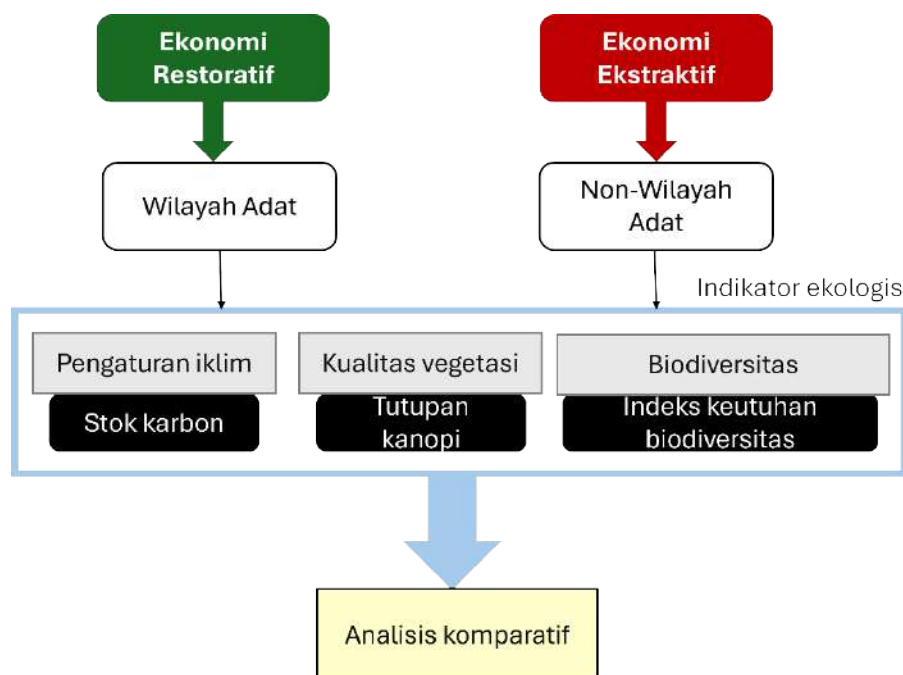 Ekonomi
Restoratif
Ekonomi
Ekstraktif
Wilayah Adat
Non-Wilayah
Adat
Indikator ekologis
Pengaturan iklim
Stok karbon
Kualitas vegetasi
Tutupan
kanopi
Biodiversitas
Indeks keutuhan
biodiversitas
Analisis komparatif